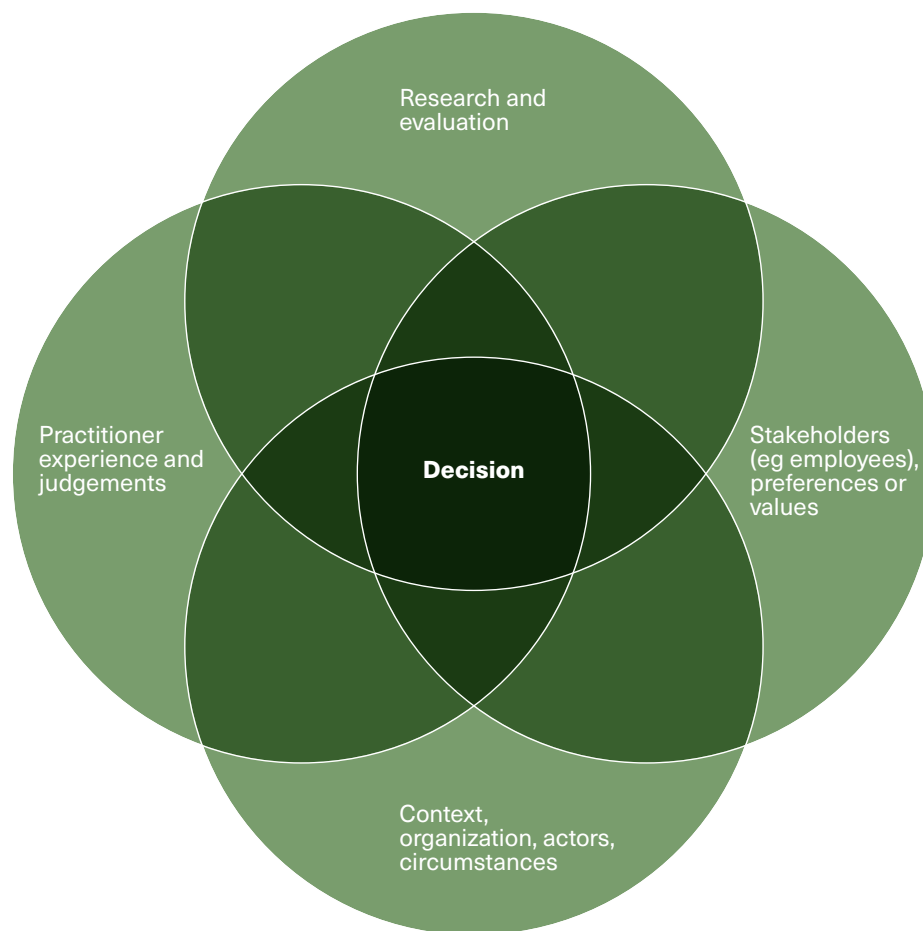 Research and
evaluation
Practitioner
experience and
judgements
Decision
Stakeholders
(eg employees),
preferences or
values
Context,
organization, actors,
circumstances